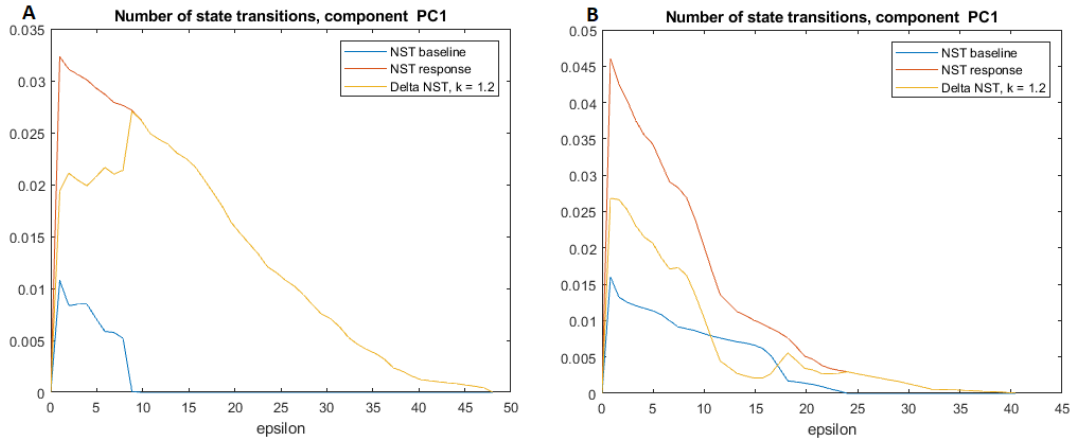 A
Number of state transitions, component PC1
NST baseline
NST response
Delta NST, k = 1.2
0.035
0.03
0.025
0.02
0.015
0.01
0.005
0
0 5 10 15 20 25 30 35 40 45 50
epsilon
B
Number of state transitions, component PC1
NST baseline
NST response
Delta NST, k = 1.2
0.05
0.045
0.04
0.035
0.03
0.025
0.02
0.015
0.01
0.005
0
0 5 10 15 20 25 30 35 40 45
epsilon